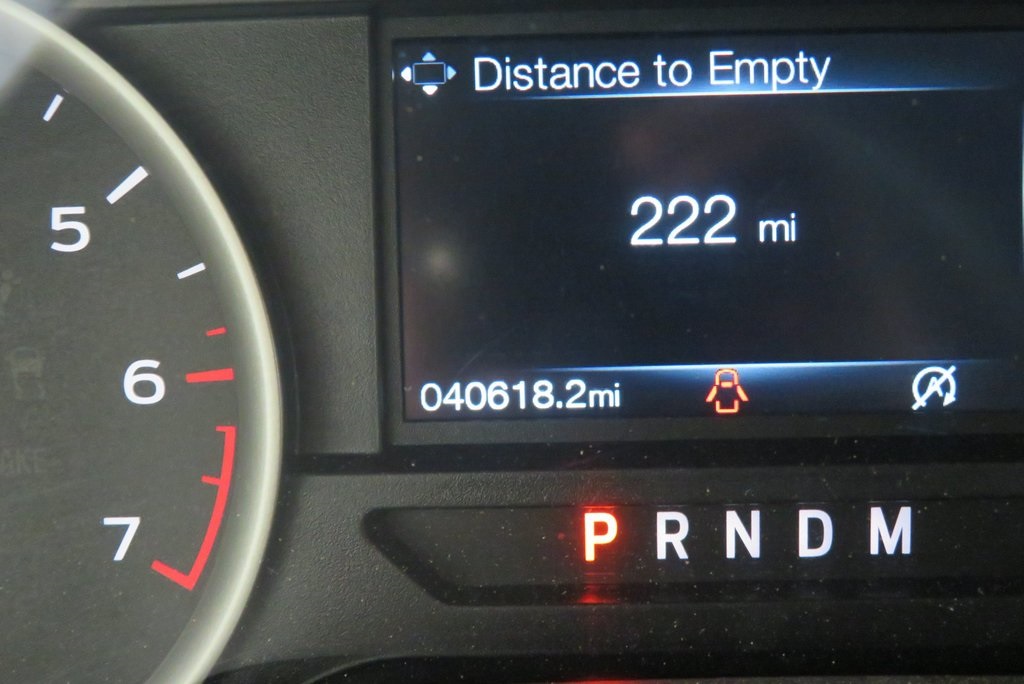 Distance to Empty
222 mi
040618.2mi
P R N D M
5
6
7